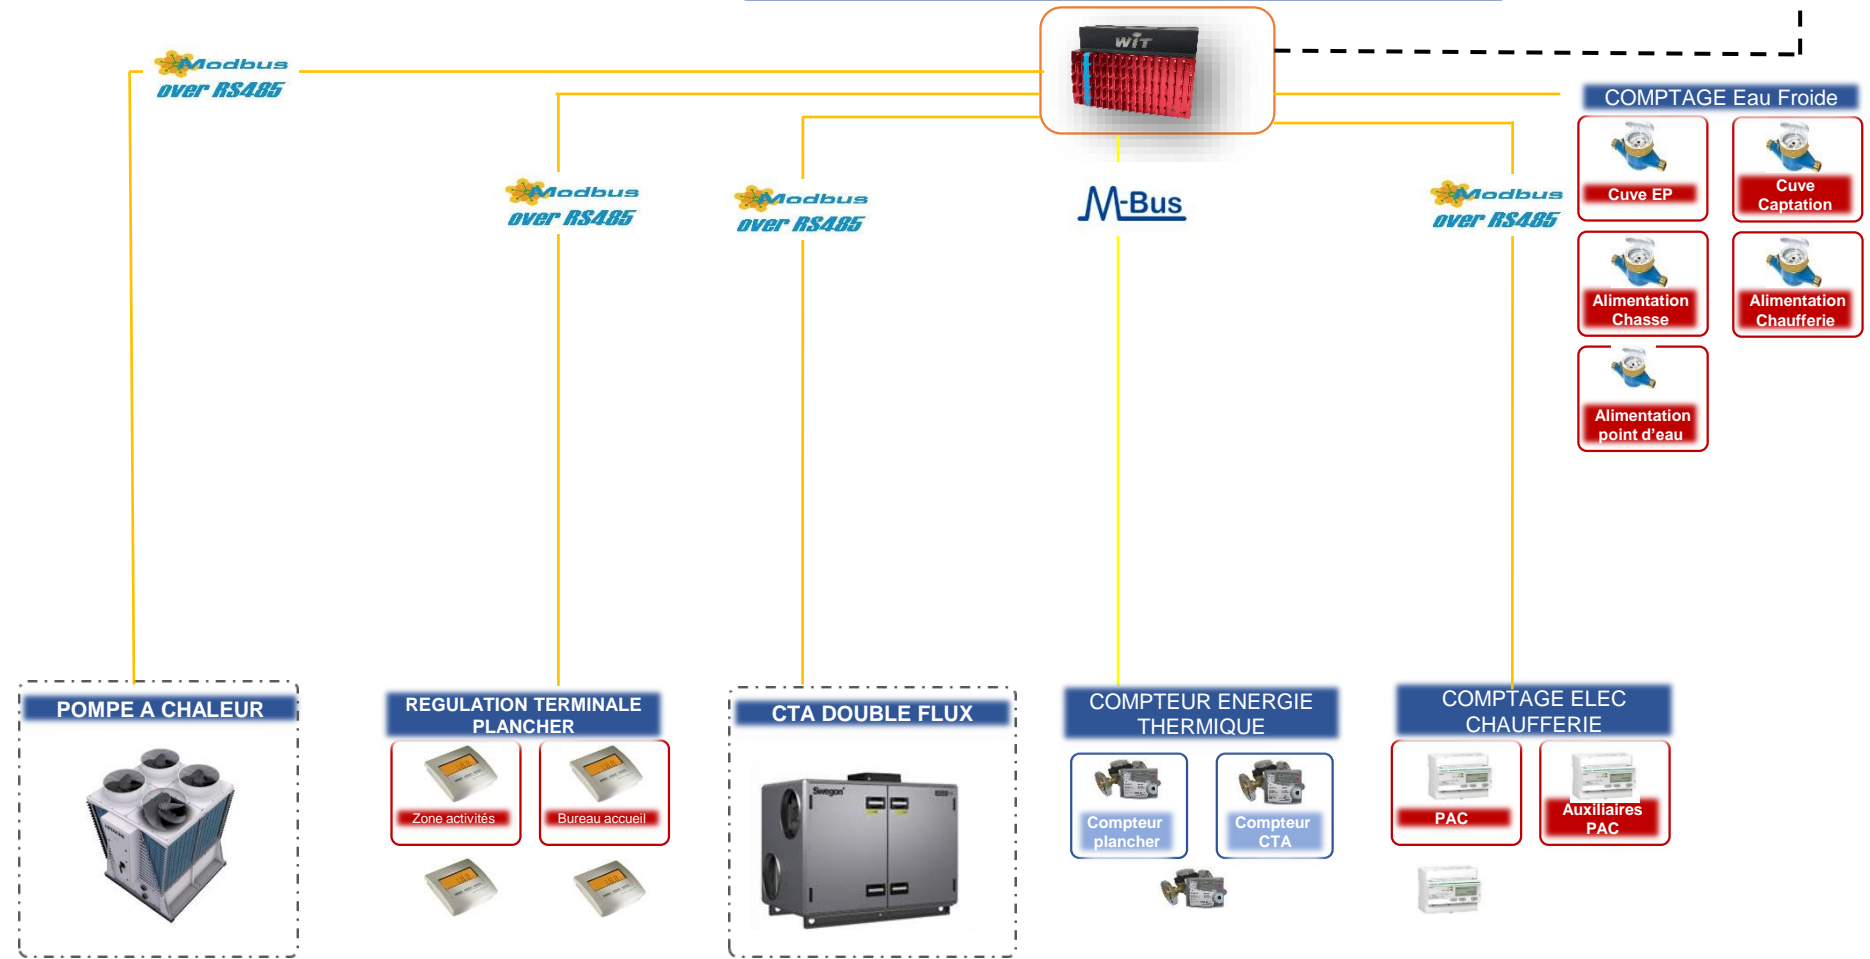 WIT
Modbus
over RS485
COMPTAGE Eau Froide
Cuve EP
Cuve
Captation
Modbus
over RS485
Modbus
over RS485
M-Bus
Modbus
over RS485
Alimentation
Chasse
Alimentation
Chaufferie
Alimentation
point d'eau
POMPE A CHALEUR
REGULATION TERMINALE
PLANCHER
Zone activités
Bureau accueil
CTA DOUBLE FLUX
Swegon
COMPTEUR ENERGIE
THERMIQUE
Compteur
plancher
Compteur
CTA
COMPTAGE ELEC
CHAUFFERIE
PAC
Auxiliaires
PAC